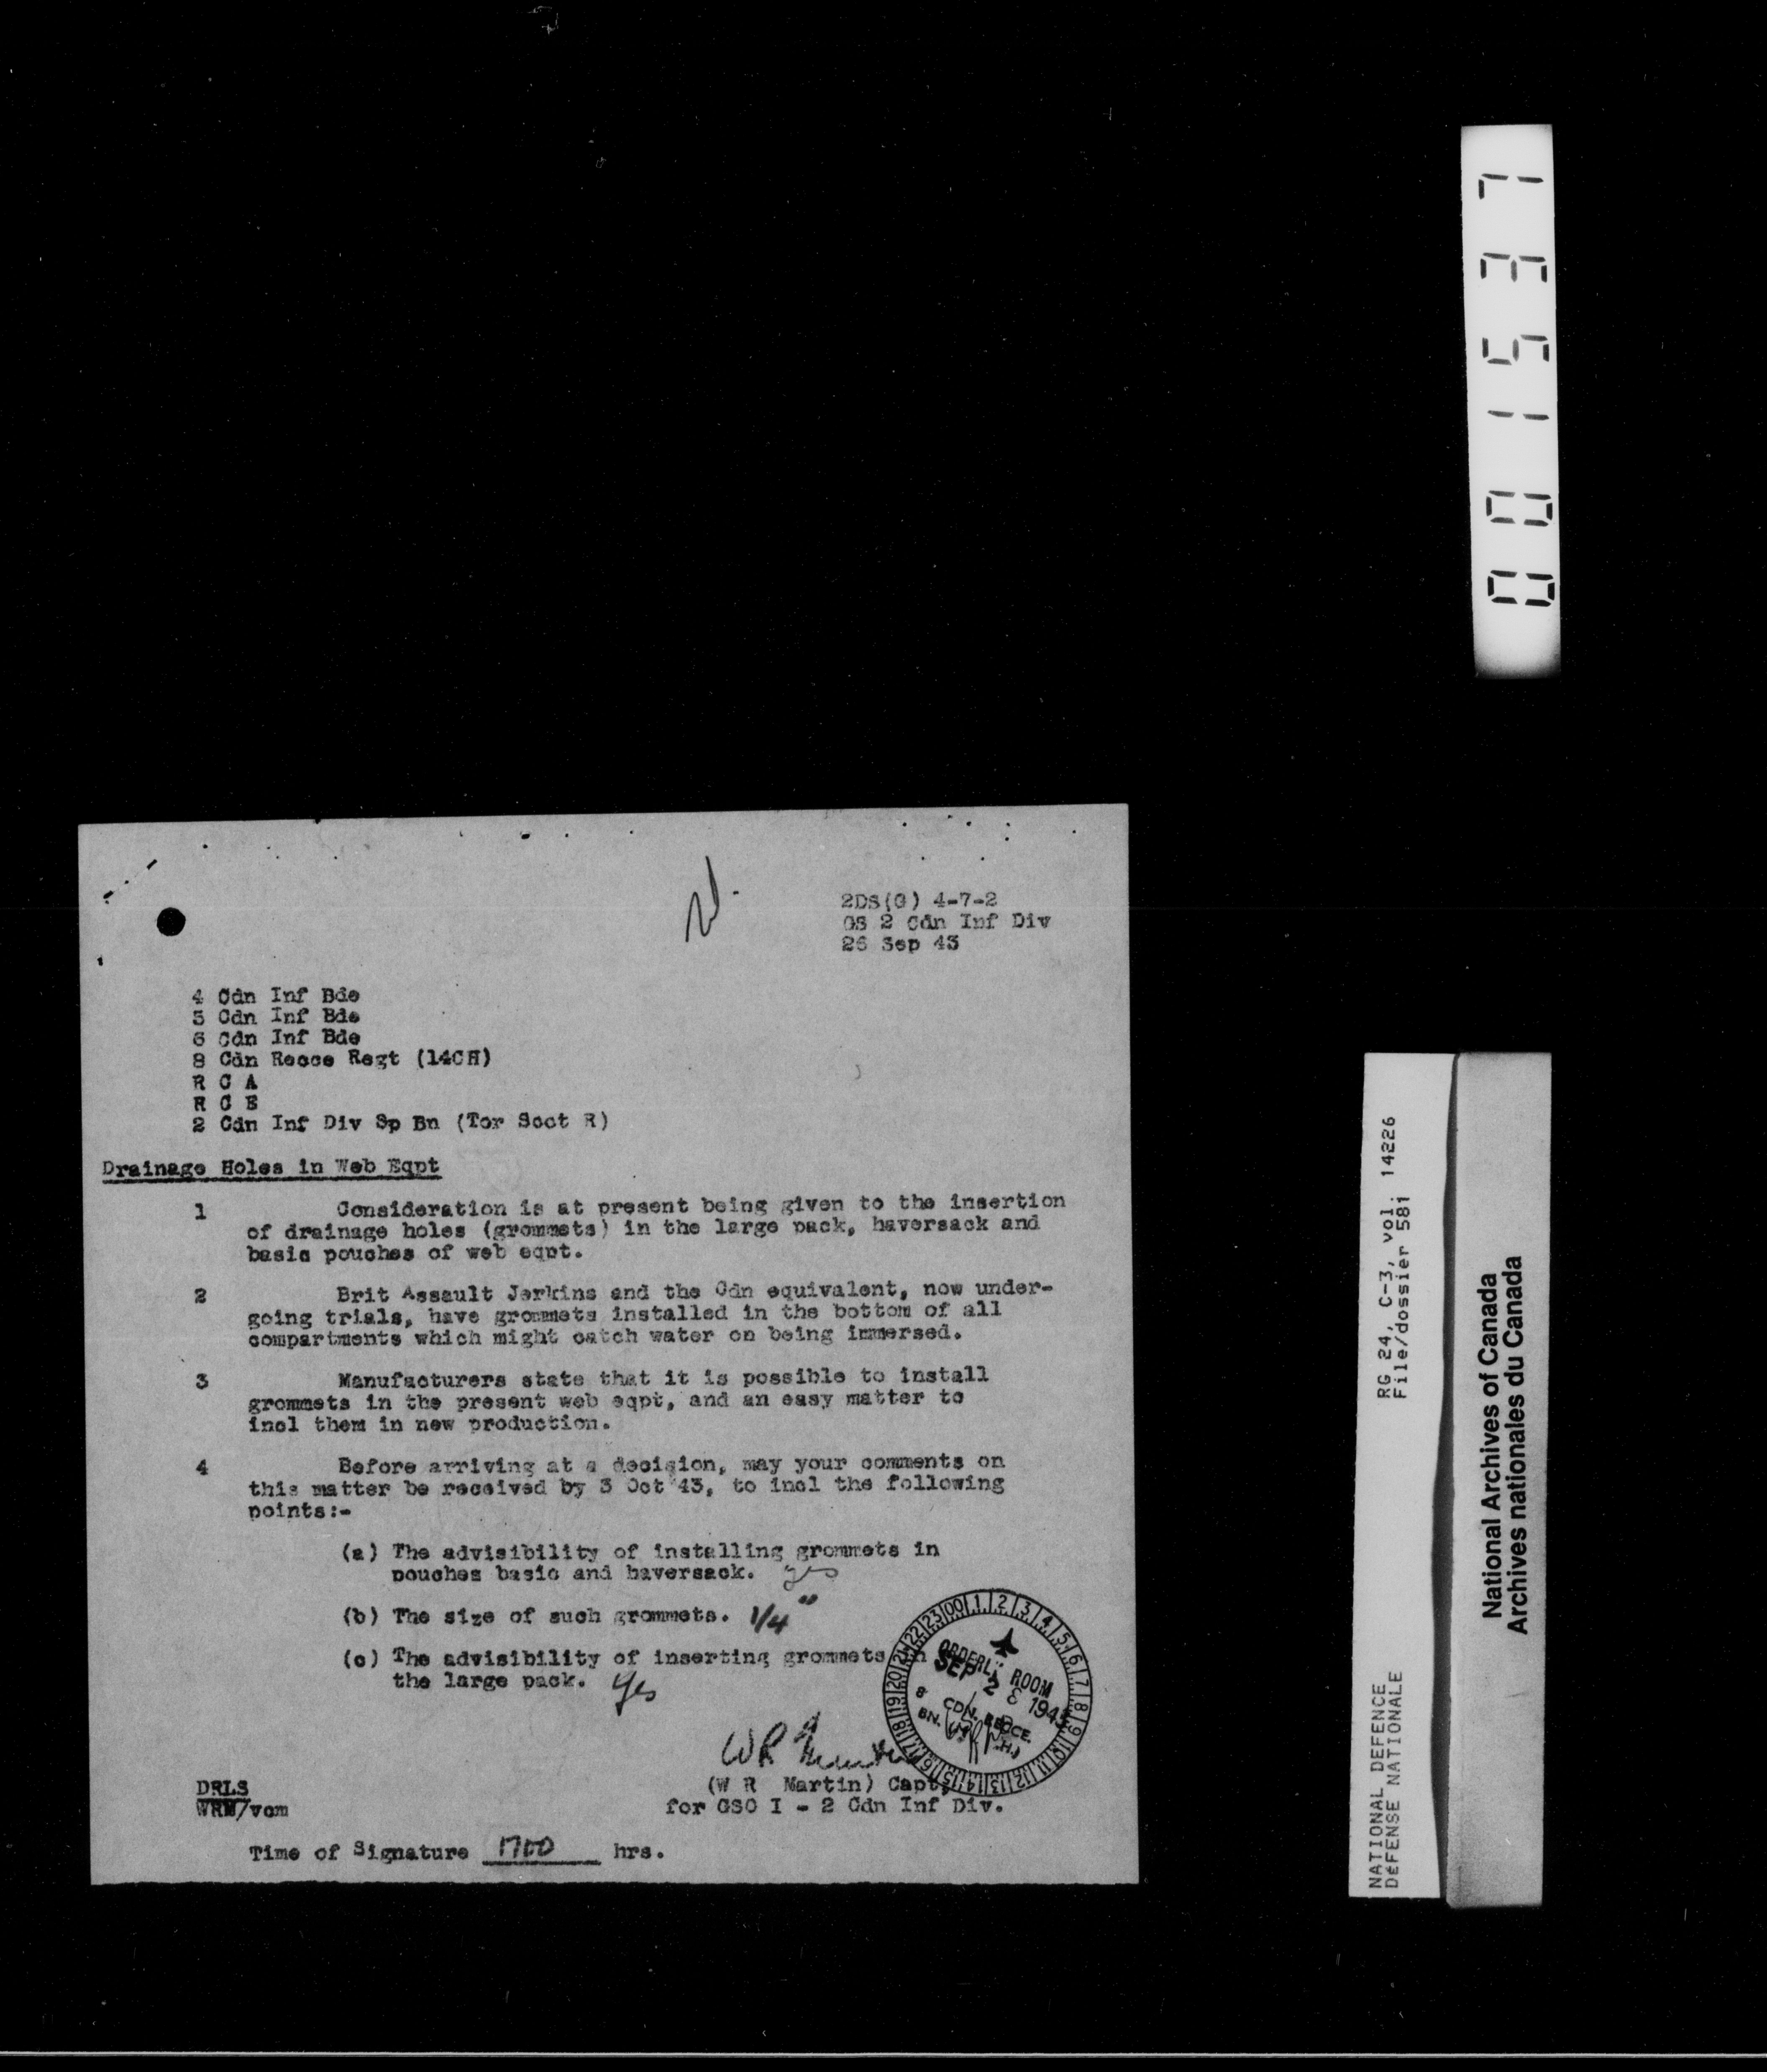 2DS(G) 4-7-2
GS 2 Cdn Inf Div
26 Sep 43
4 Cdn Inf Bde
5 Cdn Inf Bde
6 Cdn Inf Bde
8 Cdn Recce Regt (14CH)
R C A
R C E
2 Cdn Inf Div Sp Bn (Tor Scot R)
Drainage Holes in Web Eqpt
1 Consideration is at present being given to the insertion
of drainage holes (grommets) in the large pack, haversack and
basic pouches of web eqpt.
2 Brit Assault Jerkins and the Cdn equivalent, now under-
going trials, have grommets installed in the bottom of all
compartments which might catch water on being immersed.
3 Manufacturers state that it is possible to install
grommets in the present web eqpt, and an easy matter to
incl them in new production.
4 Before arriving at a decision, may your comments on
this matter be received by 3 Oct 43, to incl the following
points:-
(a) The advisibility of installing grommets in
pouches basic and haversack. yes
(b) The size of such grommets. 1/4"
(c) The advisibility of inserting grommets in
the large pack. Yes
ORDERLY ROOM
SEP 28 1943
8 CDN. RECCE.
BN. H.)
WR Martin
(W R Martin) Capt,
for GSO I - 2 Cdn Inf Div.
DRLS
WRM/vcm
Time of Signature 1700 hrs.
001537
RG 24, C-3, vol. 14226
File/dossier 581
NATIONAL DEFENCE
DÉFENSE NATIONALE
National Archives of Canada
Archives nationales du Canada